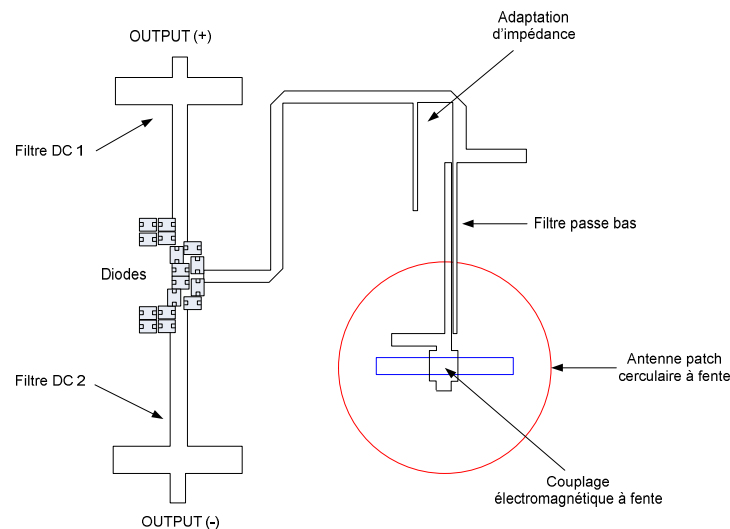 Adaptation
d'impédance
OUTPUT (+)
Filtre DC 1
Filtre passe bas
Diodes
Antenne patch
cerculaire à fente
Filtre DC 2
Couplage
électromagnétique à fente
OUTPUT (-)